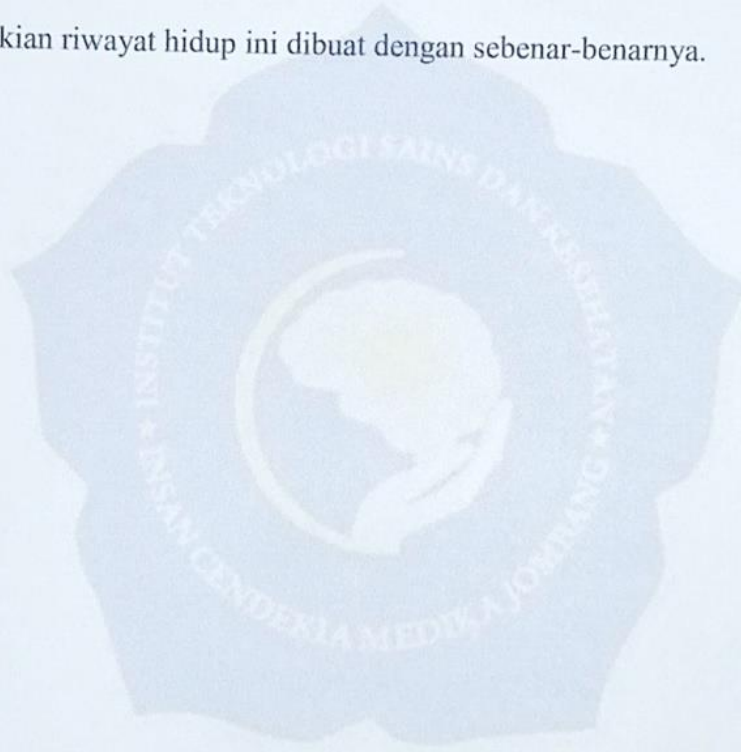 kian riwayat hidup ini dibuat dengan sebenar-benarnya.
INSTITUT TEKNOLOGI SAINS DAN KESEHATAN
INSAN CENDEKIA MEDIKA JOMBANG